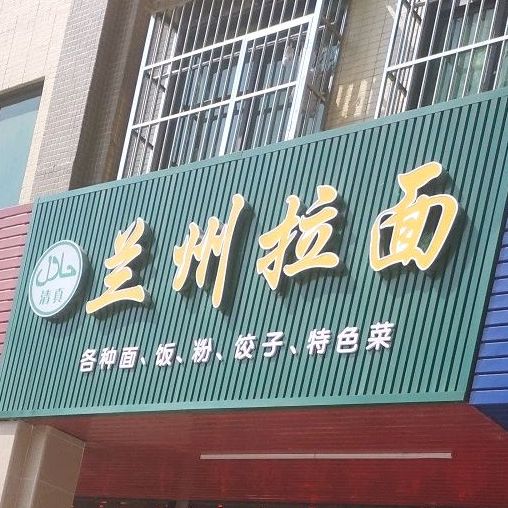 兰州拉面
حلال
清真
各种面、饭、粉、饺子、特色菜